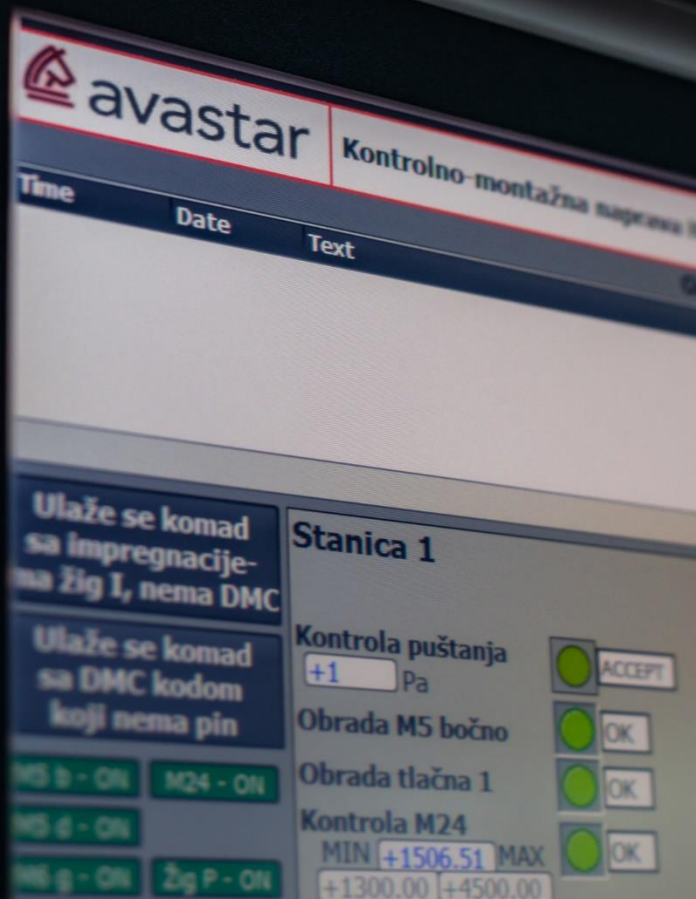 avastar
Kontrolno-montažna naprava
Time Date Text
Ulaže se komad
sa impregnacije-
ma žig I, nema DMC
Ulaže se komad
sa DMC kodom
koji nema pin
M5 b - ON M24 - ON
M5 d - ON
M6 g - ON Žig P - ON
Stanica 1
Kontrola puštanja
+1 Pa ACCEPT
Obrada M5 bočno OK
Obrada tlačna 1 OK
Kontrola M24
MIN +1506.51 MAX OK
+1300.00 +4500.00